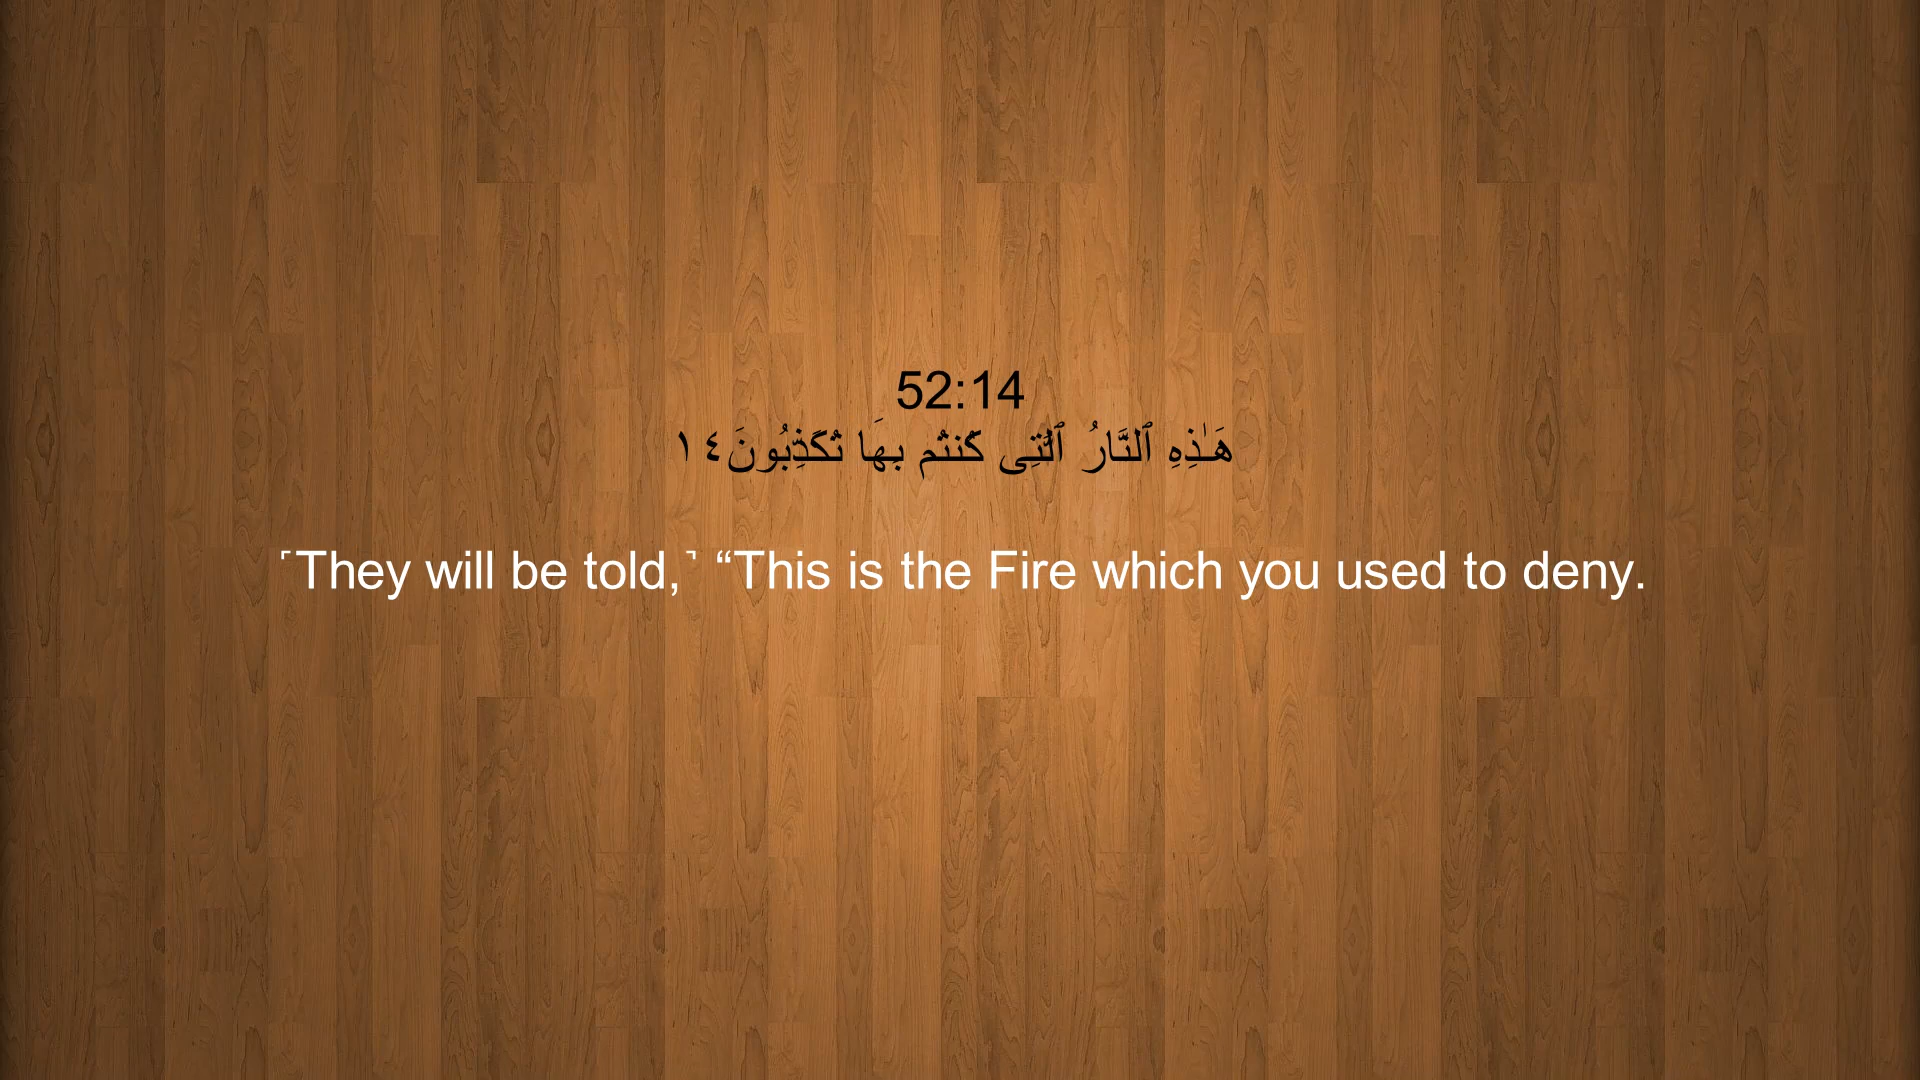 52:14
هَـٰذِهِ ٱلنَّارُ ٱلَّتِى كُنتُم بِهَا تُكَذِّبُونَ ١٤
˹They will be told,˺ “This is the Fire which you used to deny.